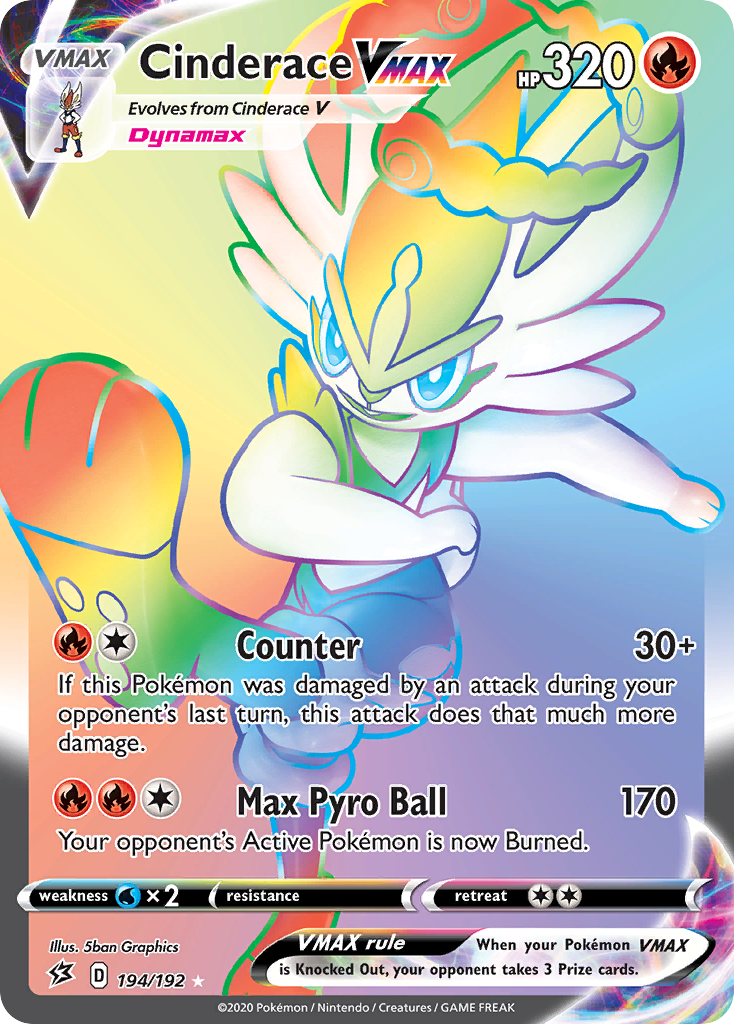 VMAX
Cinderace VMAX
HP 320
Evolves from Cinderace V
Dynamax
Counter 30+
If this Pokémon was damaged by an attack during your
opponent's last turn, this attack does that much more
damage.
Max Pyro Ball 170
Your opponent's Active Pokémon is now Burned.
weakness ×2 resistance retreat
Illus. 5ban Graphics
VMAX rule When your Pokémon VMAX
is Knocked Out, your opponent takes 3 Prize cards.
D 194/192
©2020 Pokémon / Nintendo / Creatures / GAME FREAK